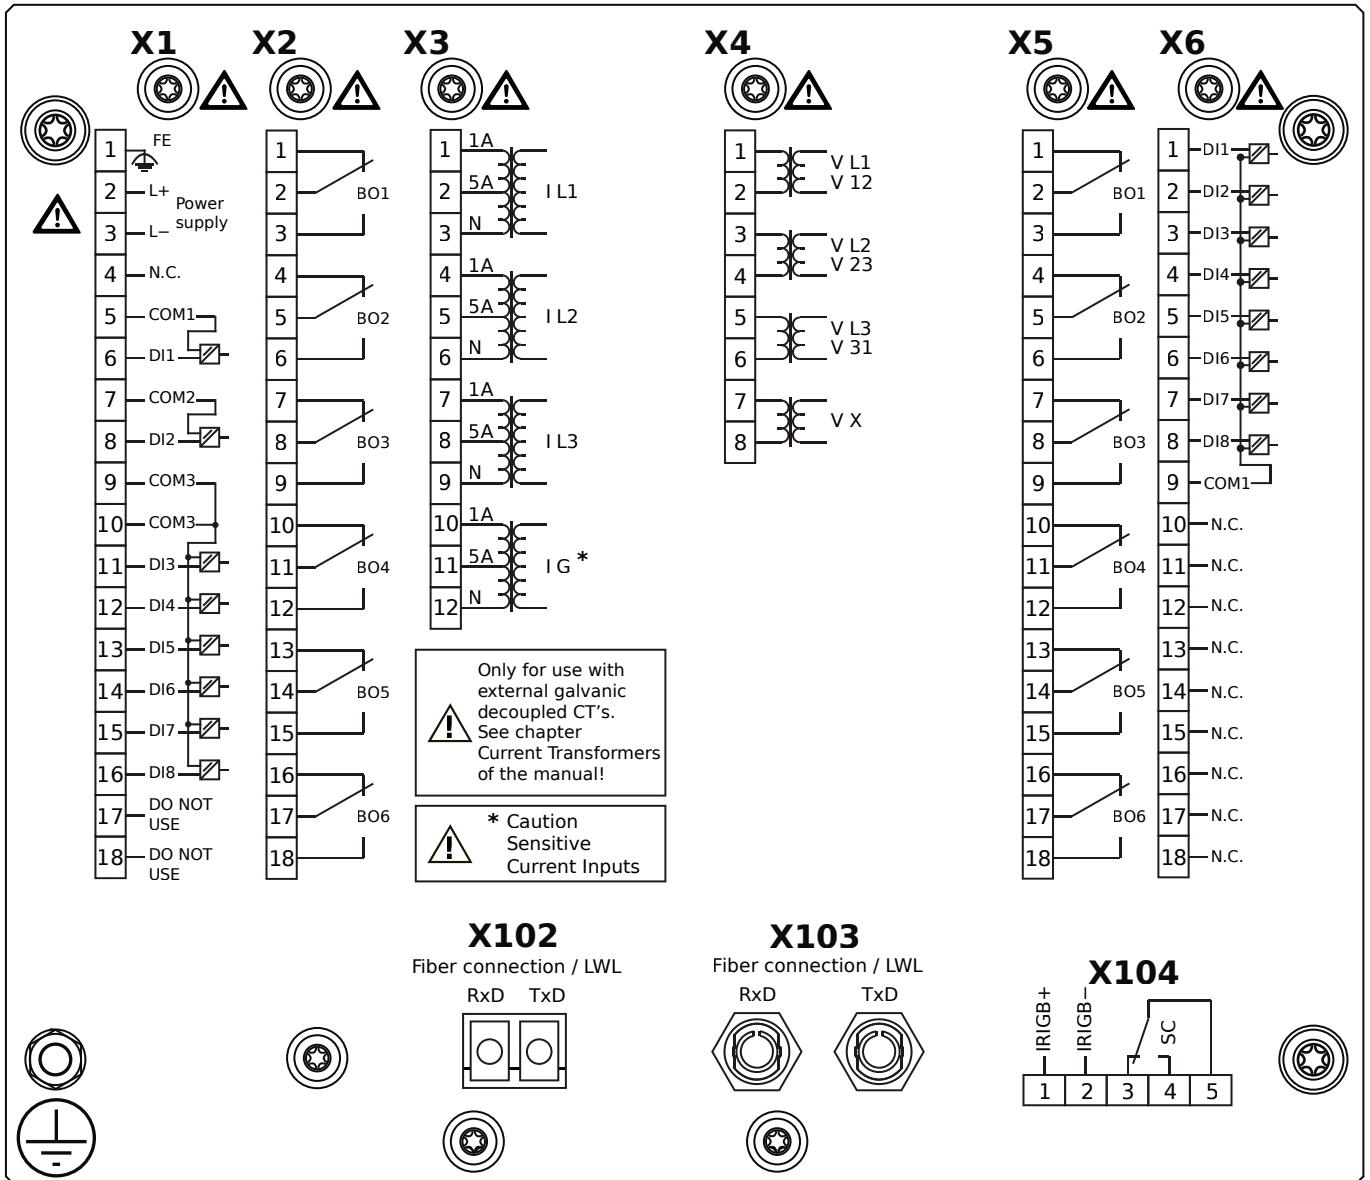 X1
X2
X3
X4
X5
X6
1 FE
2 L+
Power
supply
3 L−
4 N.C.
5 COM1
6 DI1
7 COM2
8 DI2
9 COM3
10 COM3
11 DI3
12 DI4
13 DI5
14 DI6
15 DI7
16 DI8
17 DO NOT
USE
18 DO NOT
USE
1
2 BO1
3
4
5 BO2
6
7
8 BO3
9
10
11 BO4
12
13
14 BO5
15
16
17 BO6
18
1 1A
2 5A I L1
3 N
4 1A
5 5A I L2
6 N
7 1A
8 5A I L3
9 N
10 1A
11 5A I G *
12 N
Only for use with
external galvanic
decoupled CT's.
See chapter
Current Transformers
of the manual!
* Caution
Sensitive
Current Inputs
1 V L1
2 V 12
3 V L2
4 V 23
5 V L3
6 V 31
7 V X
8
1
2 BO1
3
4
5 BO2
6
7
8 BO3
9
10
11 BO4
12
13
14 BO5
15
16
17 BO6
18
1 DI1
2 DI2
3 DI3
4 DI4
5 DI5
6 DI6
7 DI7
8 DI8
9 COM1
10 N.C.
11 N.C.
12 N.C.
13 N.C.
14 N.C.
15 N.C.
16 N.C.
17 N.C.
18 N.C.
X102
Fiber connection / LWL
RxD TxD
X103
Fiber connection / LWL
RxD TxD
X104
IRIGB+
IRIGB−
SC
1 2 3 4 5